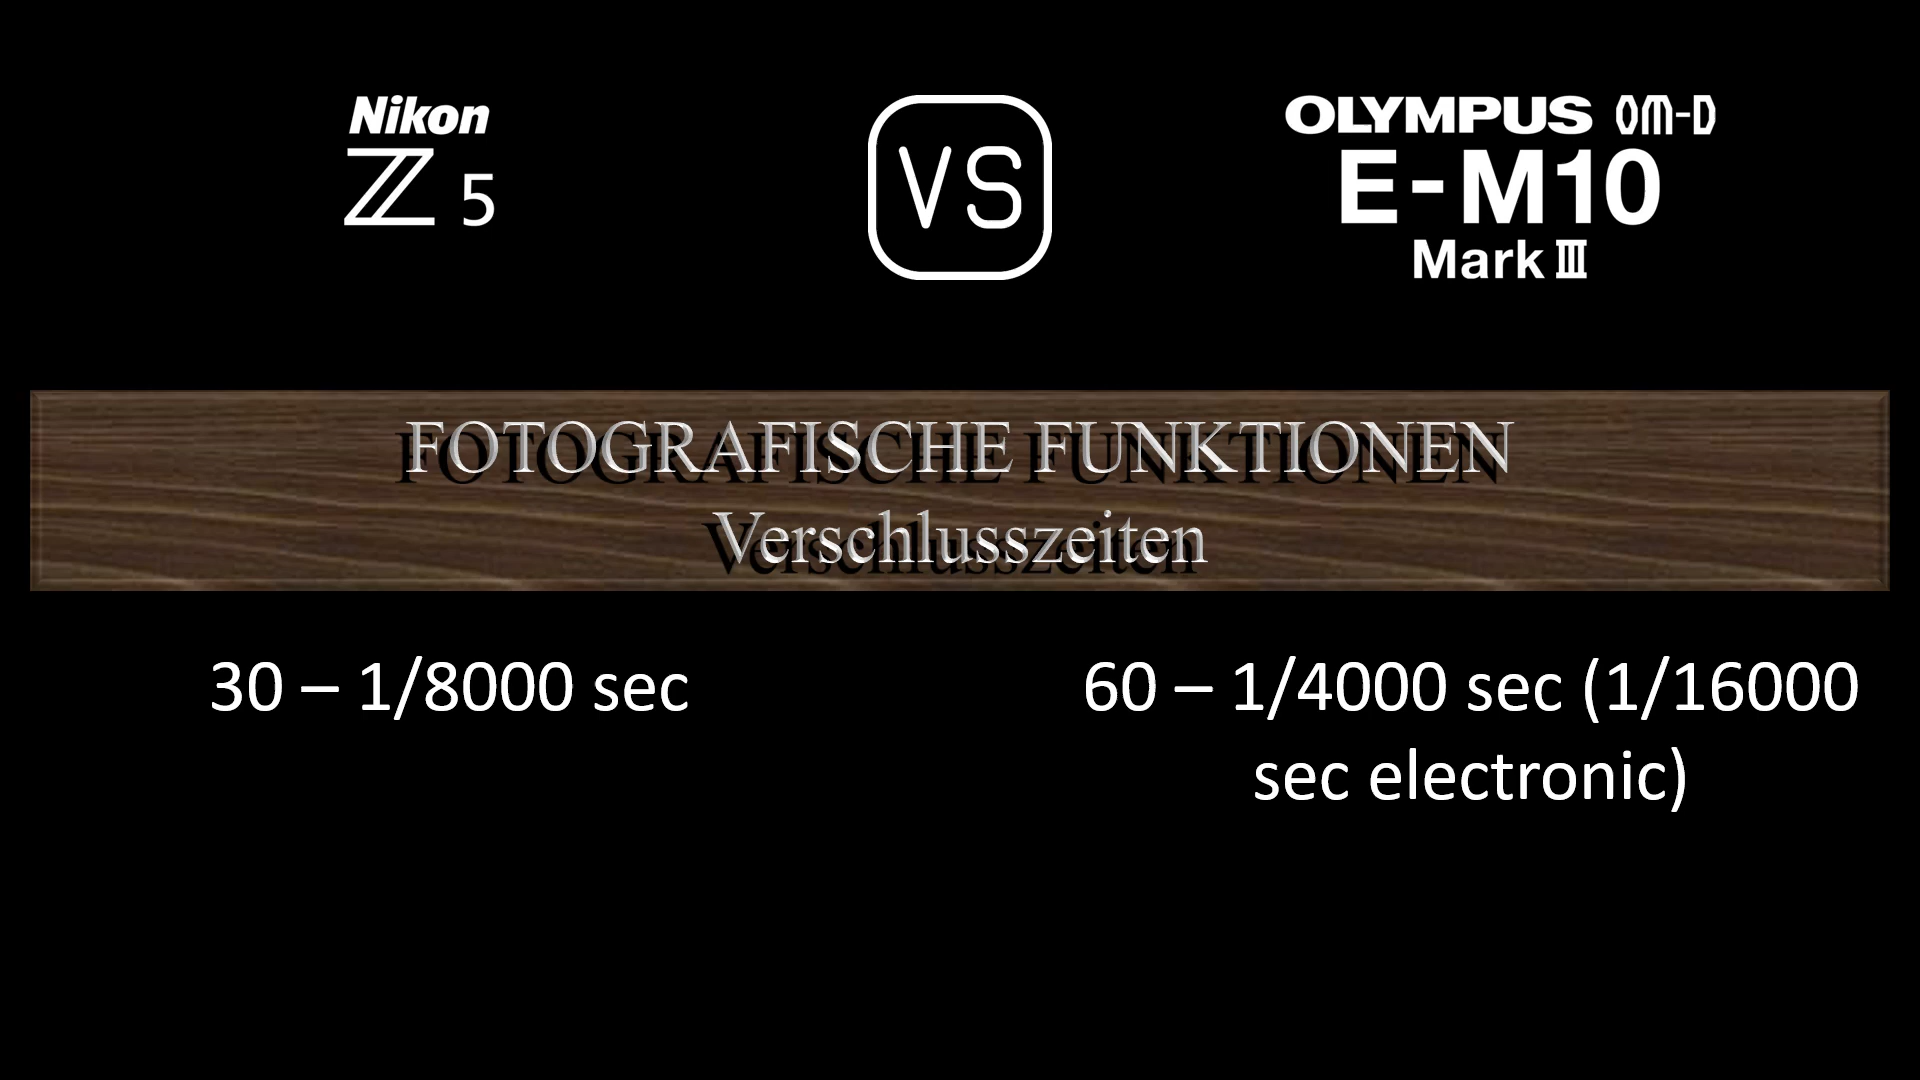 Nikon
Z 5
VS
OLYMPUS OM-D
E-M10
Mark III
FOTOGRAFISCHE FUNKTIONEN
Verschlusszeiten
30 – 1/8000 sec
60 – 1/4000 sec (1/16000
sec electronic)